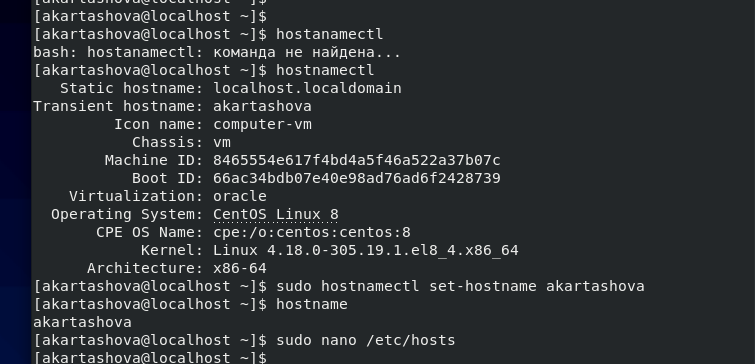 [akartashova@localhost ~]$
[akartashova@localhost ~]$
[akartashova@localhost ~]$ hostanamectl
bash: hostanamectl: команда не найдена...
[akartashova@localhost ~]$ hostnamectl
   Static hostname: localhost.localdomain
Transient hostname: akartashova
         Icon name: computer-vm
           Chassis: vm
        Machine ID: 8465554e617f4bd4a5f46a522a37b07c
           Boot ID: 66ac34bdb07e40e98ad76ad6f2428739
    Virtualization: oracle
  Operating System: CentOS Linux 8
       CPE OS Name: cpe:/o:centos:centos:8
            Kernel: Linux 4.18.0-305.19.1.el8_4.x86_64
      Architecture: x86-64
[akartashova@localhost ~]$ sudo hostnamectl set-hostname akartashova
[akartashova@localhost ~]$ hostname
akartashova
[akartashova@localhost ~]$ sudo nano /etc/hosts
[akartashova@localhost ~]$